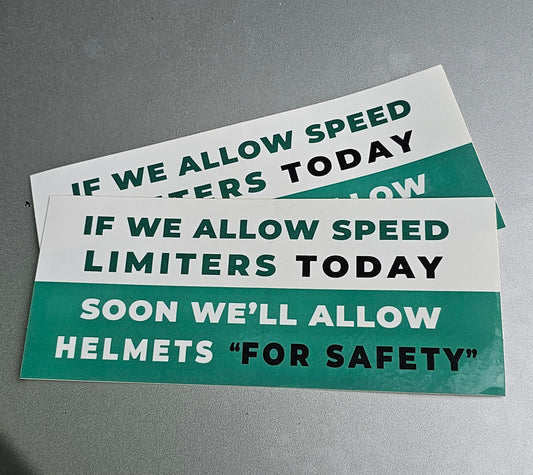 IF WE ALLOW SPEED
LIMITERS TODAY
LLOW
IF WE ALLOW SPEED
LIMITERS TODAY
SOON WE'LL ALLOW
HELMETS “FOR SAFETY”